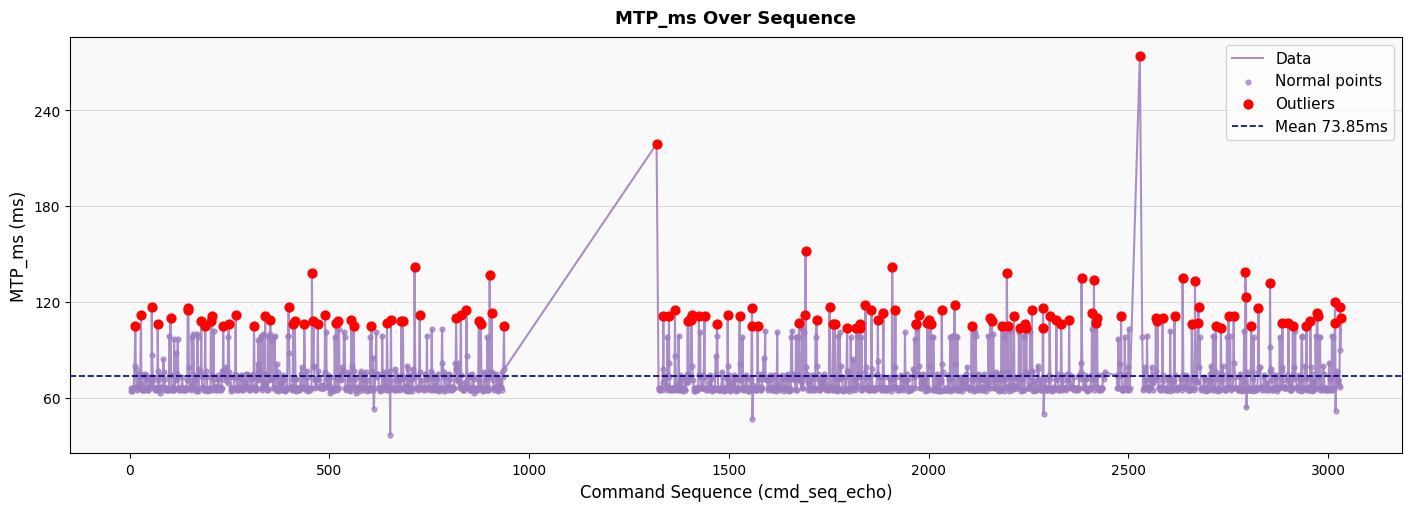 MTP_ms Over Sequence
MTP_ms (ms)
240
180
120
60
0
500
1000
1500
2000
2500
3000
Command Sequence (cmd_seq_echo)
Data
Normal points
Outliers
Mean 73.85ms